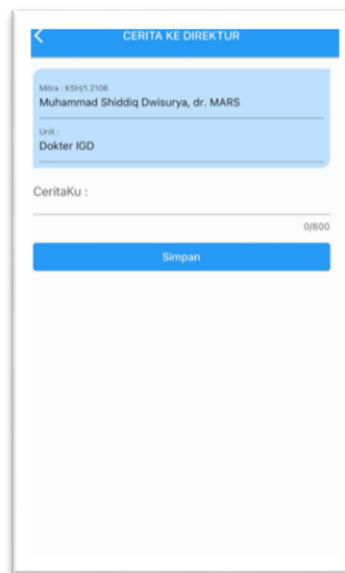 CERITA KE DIREKTUR
Mitra : KSH/1.2106
Muhammad Shiddiq Dwisurya, dr. MARS
Unit :
Dokter IGD
CeritaKu :
0/800
Simpan